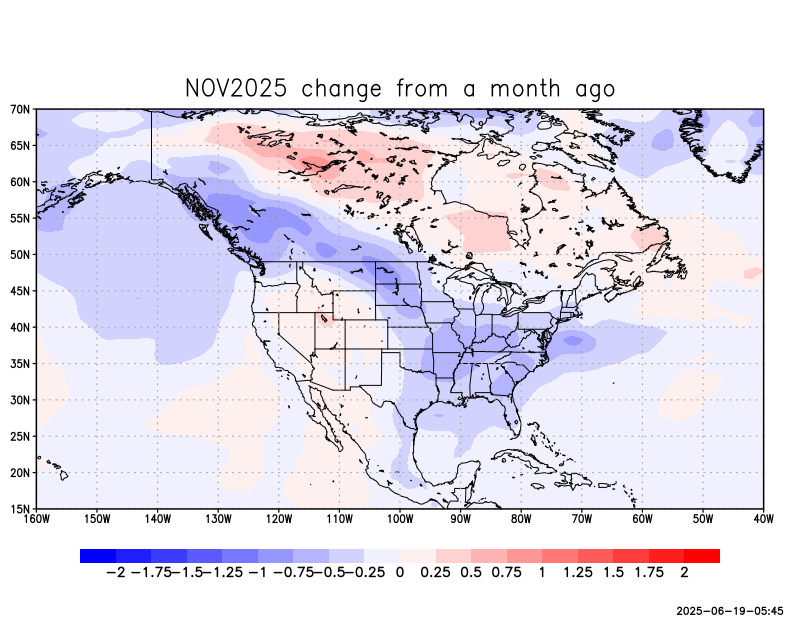 NOV2025 change from a month ago
70N
65N
60N
55N
50N
45N
40N
35N
30N
25N
20N
15N
160W 150W 140W 130W 120W 110W 100W 90W 80W 70W 60W 50W 40W
−2 −1.75−1.5−1.25 −1 −0.75−0.5−0.25 0 0.25 0.5 0.75 1 1.25 1.5 1.75 2
2025-06-19-05:45